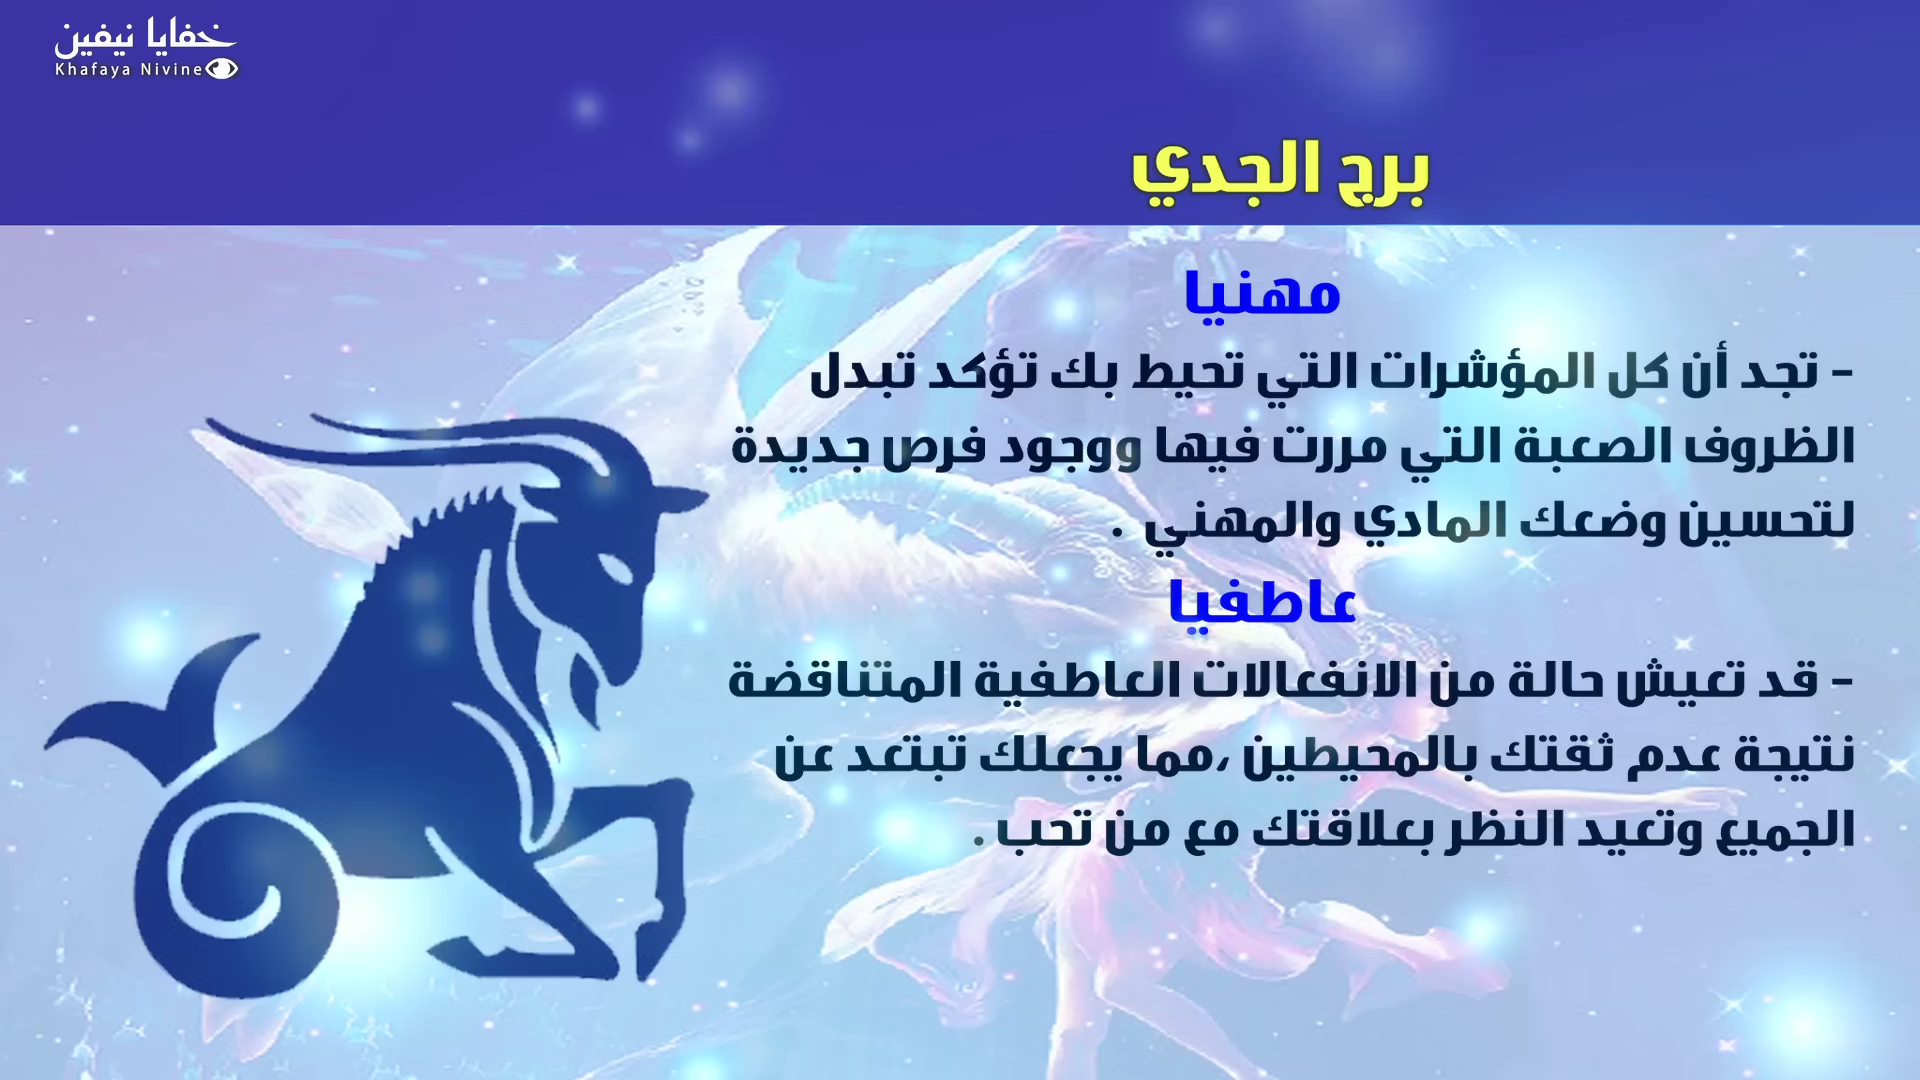 خفايا نيفين
Khafaya Nivine
برج الجدي
مهنيا
- تجد أن كل المؤشرات التي تحيط بك تؤكد تبدل
الظروف الصعبة التي مررت فيها ووجود فرص جديدة
لتحسين وضعك المادي والمهني .
عاطفيا
- قد تعيش حالة من الانفعالات العاطفية المتناقضة
نتيجة عدم ثقتك بالمحيطين ،مما يجعلك تبتعد عن
الجميع وتعيد النظر بعلاقتك مع من تحب .